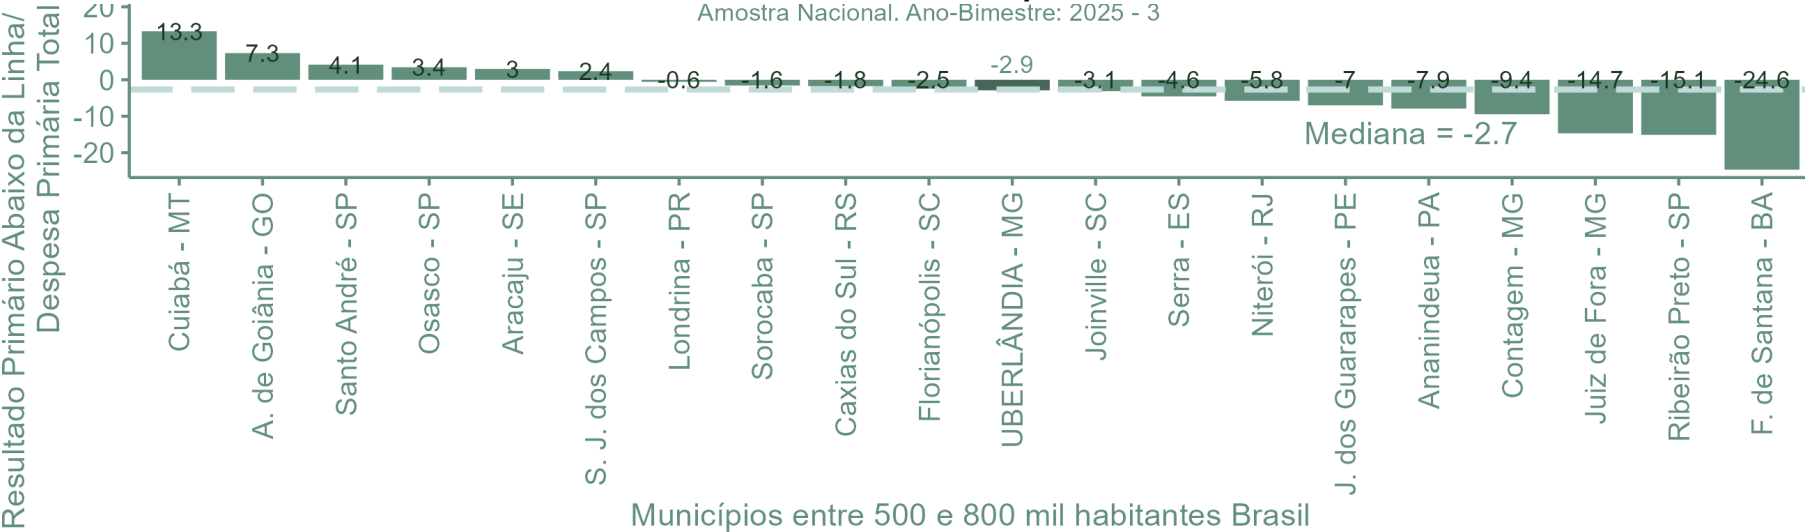 Amostra Nacional. Ano-Bimestre: 2025 - 3
Resultado Primário Abaixo da Linha/
Despesa Primária Total
20
10
0
-10
-20
13.3
7.3
4.1
3.4
3
2.4
-0.6
-1.6
-1.8
-2.5
-2.9
-3.1
-4.6
-5.8
-7
-7.9
-9.4
-14.7
-15.1
-24.6
Mediana = -2.7
Cuiabá - MT
A. de Goiânia - GO
Santo André - SP
Osasco - SP
Aracaju - SE
S. J. dos Campos - SP
Londrina - PR
Sorocaba - SP
Caxias do Sul - RS
Florianópolis - SC
UBERLÂNDIA - MG
Joinville - SC
Serra - ES
Niterói - RJ
J. dos Guararapes - PE
Ananindeua - PA
Contagem - MG
Juiz de Fora - MG
Ribeirão Preto - SP
F. de Santana - BA
Municípios entre 500 e 800 mil habitantes Brasil